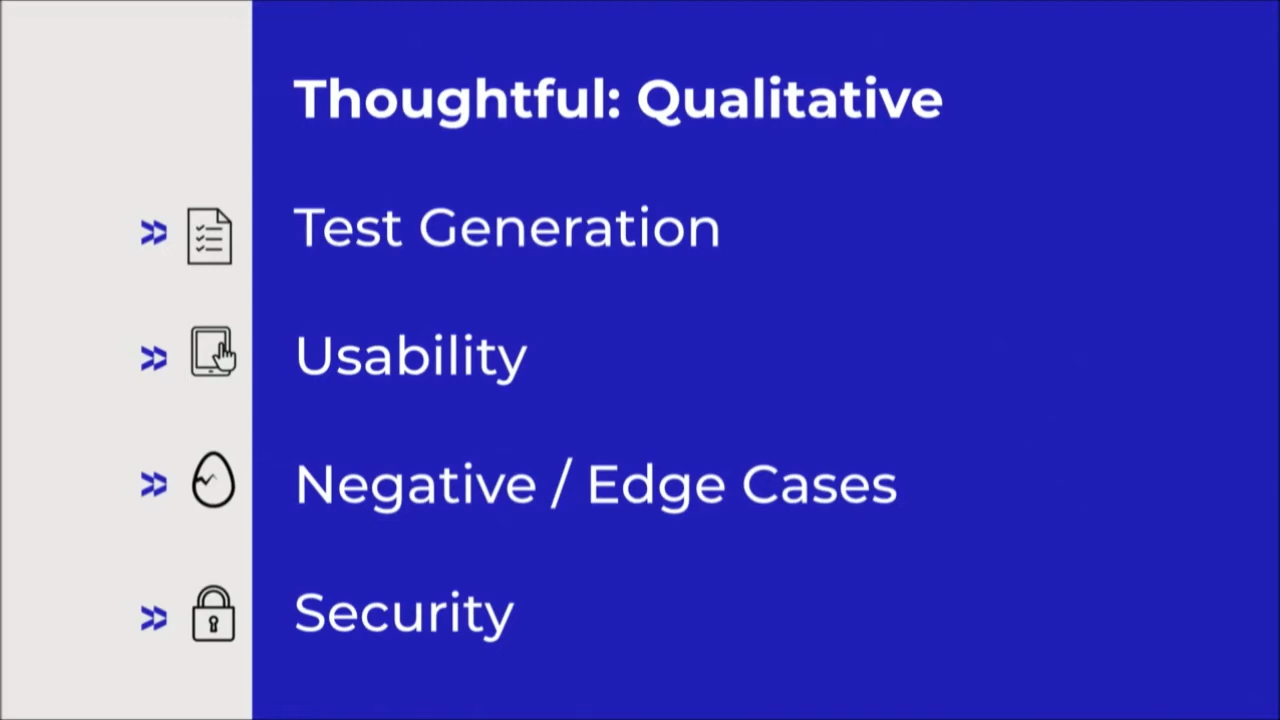 Thoughtful: Qualitative
Test Generation
Usability
Negative / Edge Cases
Security